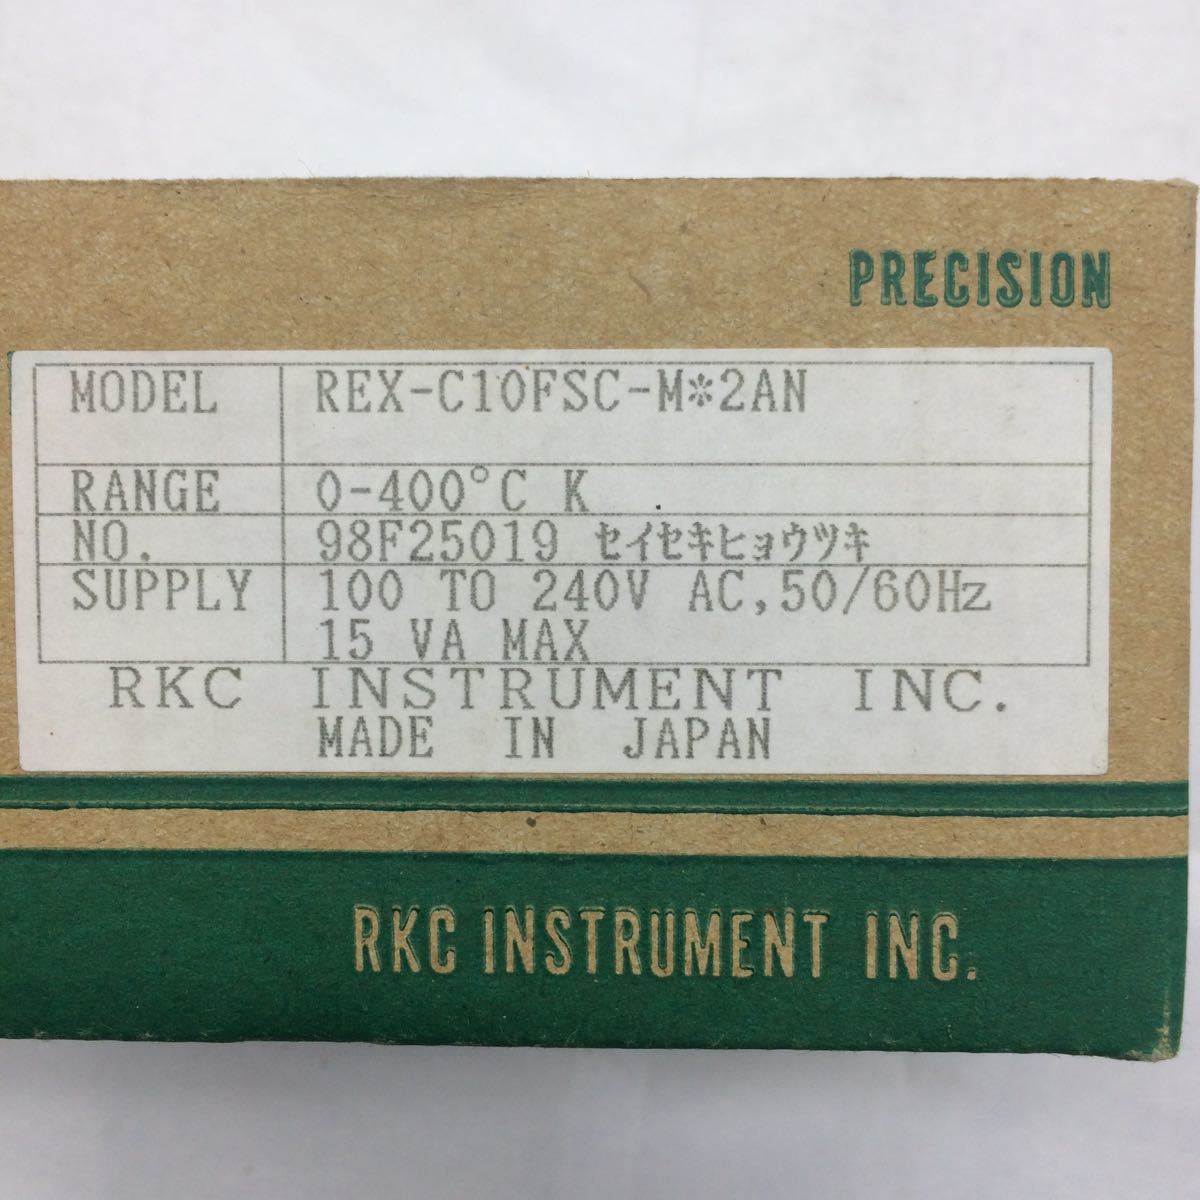 PRECISION
MODEL REX-C10FSC-M*2AN
RANGE 0-400°C K
NO. 98F25019 セイセキヒョウツキ
SUPPLY 100 TO 240V AC,50/60Hz
15 VA MAX
RKC INSTRUMENT INC.
MADE IN JAPAN
RKC INSTRUMENT INC.